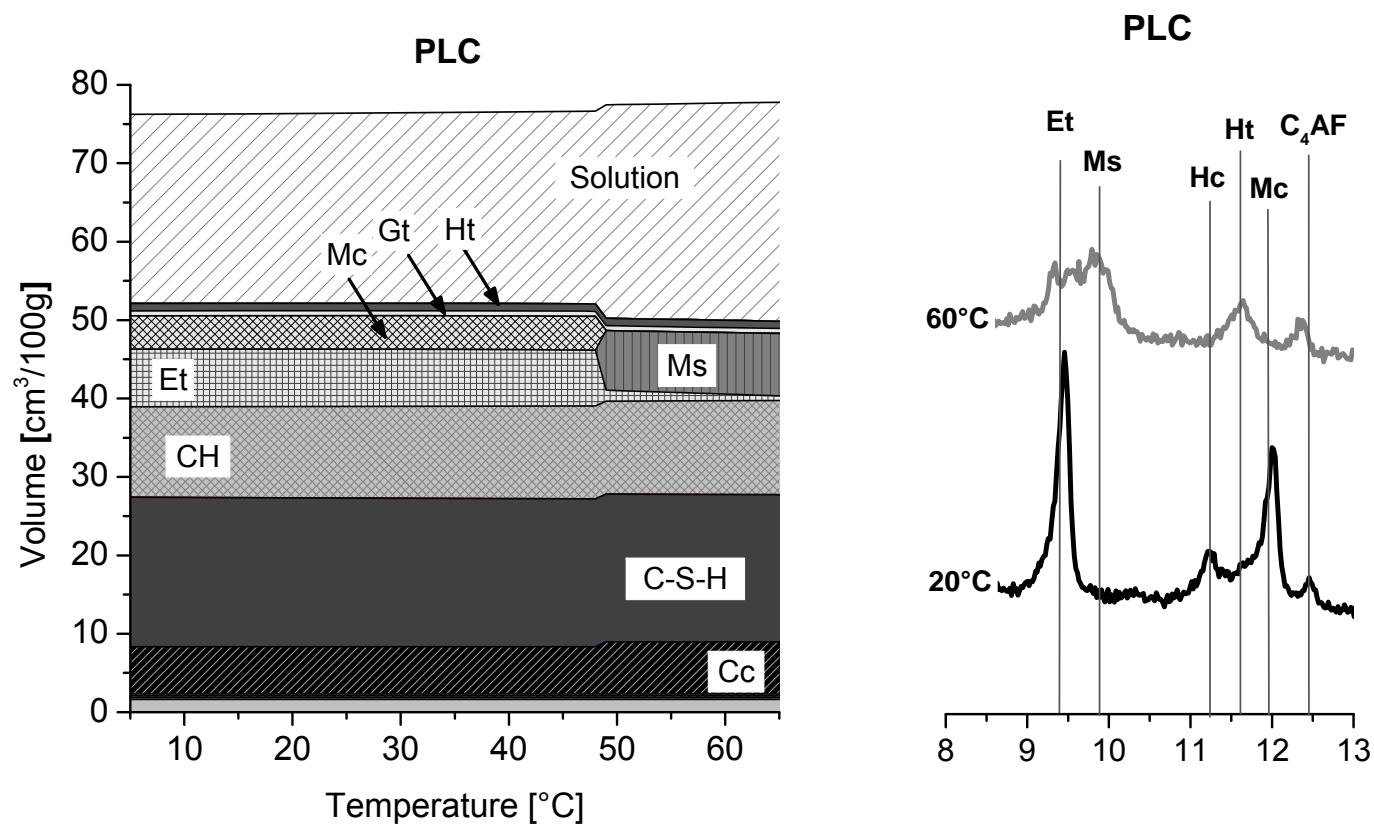 PLC
80
70
60
50
40
30
20
10
0
Volume [cm³/100g]
10 20 30 40 50 60
Temperature [°C]
Solution
Mc
Gt
Ht
Et
Ms
CH
C-S-H
Cc
PLC
Et
Ms
Hc
Ht
Mc
C₄AF
60°C
20°C
8 9 10 11 12 13